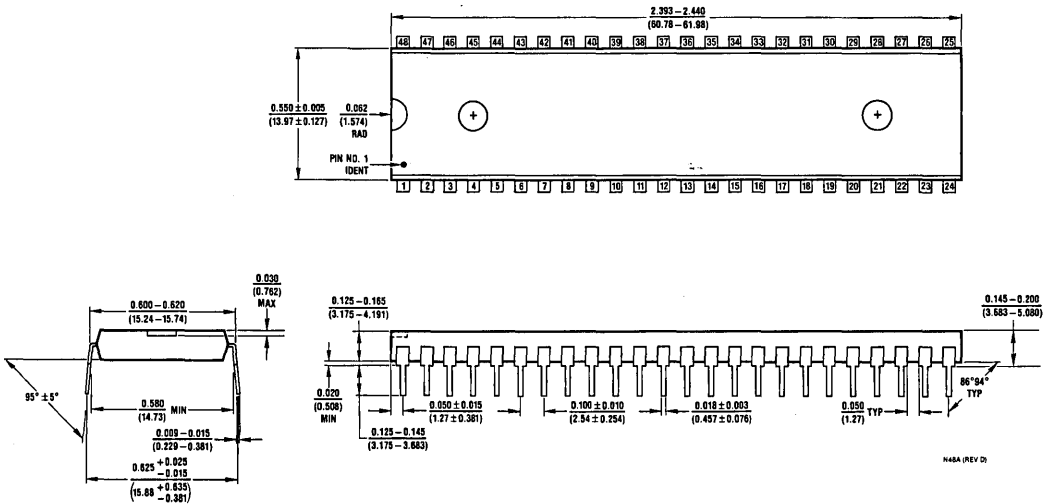 2.393 – 2.440
(60.78 – 61.98)
48 47 46 45 44 43 42 41 40 39 38 37 36 35 34 33 32 31 30 29 28 27 26 25
0.550 ± 0.005
(13.97 ± 0.127)
0.062
(1.574)
RAD
PIN NO. 1
IDENT
1 2 3 4 5 6 7 8 9 10 11 12 13 14 15 16 17 18 19 20 21 22 23 24
0.030
(0.762)
MAX
0.600 – 0.620
(15.24 – 15.74)
95° ± 5°
0.580
(14.73)
MIN
0.009 – 0.015
(0.229 – 0.381)
0.625 +0.025 −0.015
(15.88 +0.635 −0.381)
0.125 – 0.165
(3.175 – 4.191)
0.145 – 0.200
(3.683 – 5.080)
0.020
(0.508)
MIN
0.050 ± 0.015
(1.27 ± 0.381)
0.100 ± 0.010
(2.54 ± 0.254)
0.018 ± 0.003
(0.457 ± 0.076)
0.050
(1.27)
TYP
86°94°
TYP
0.125 – 0.145
(3.175 – 3.683)
N48A (REV D)